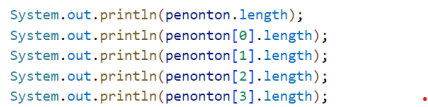 System.out.println(penonton.length);
System.out.println(penonton[0].length);
System.out.println(penonton[1].length);
System.out.println(penonton[2].length);
System.out.println(penonton[3].length);